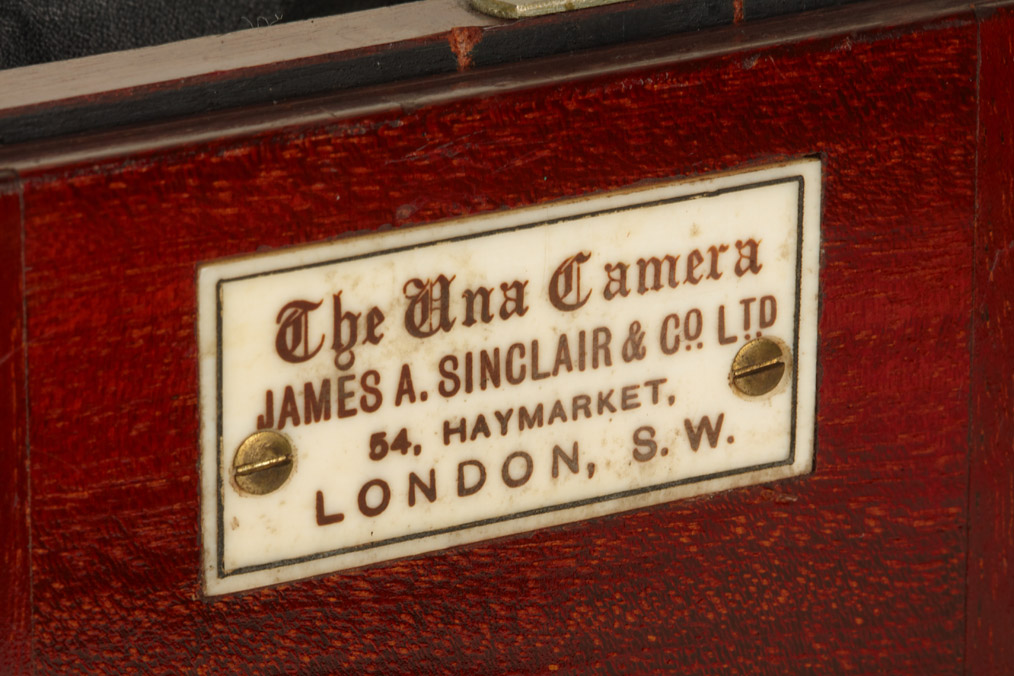 The Una Camera
JAMES A. SINCLAIR & CO. LTD
54, HAYMARKET,
LONDON, S.W.